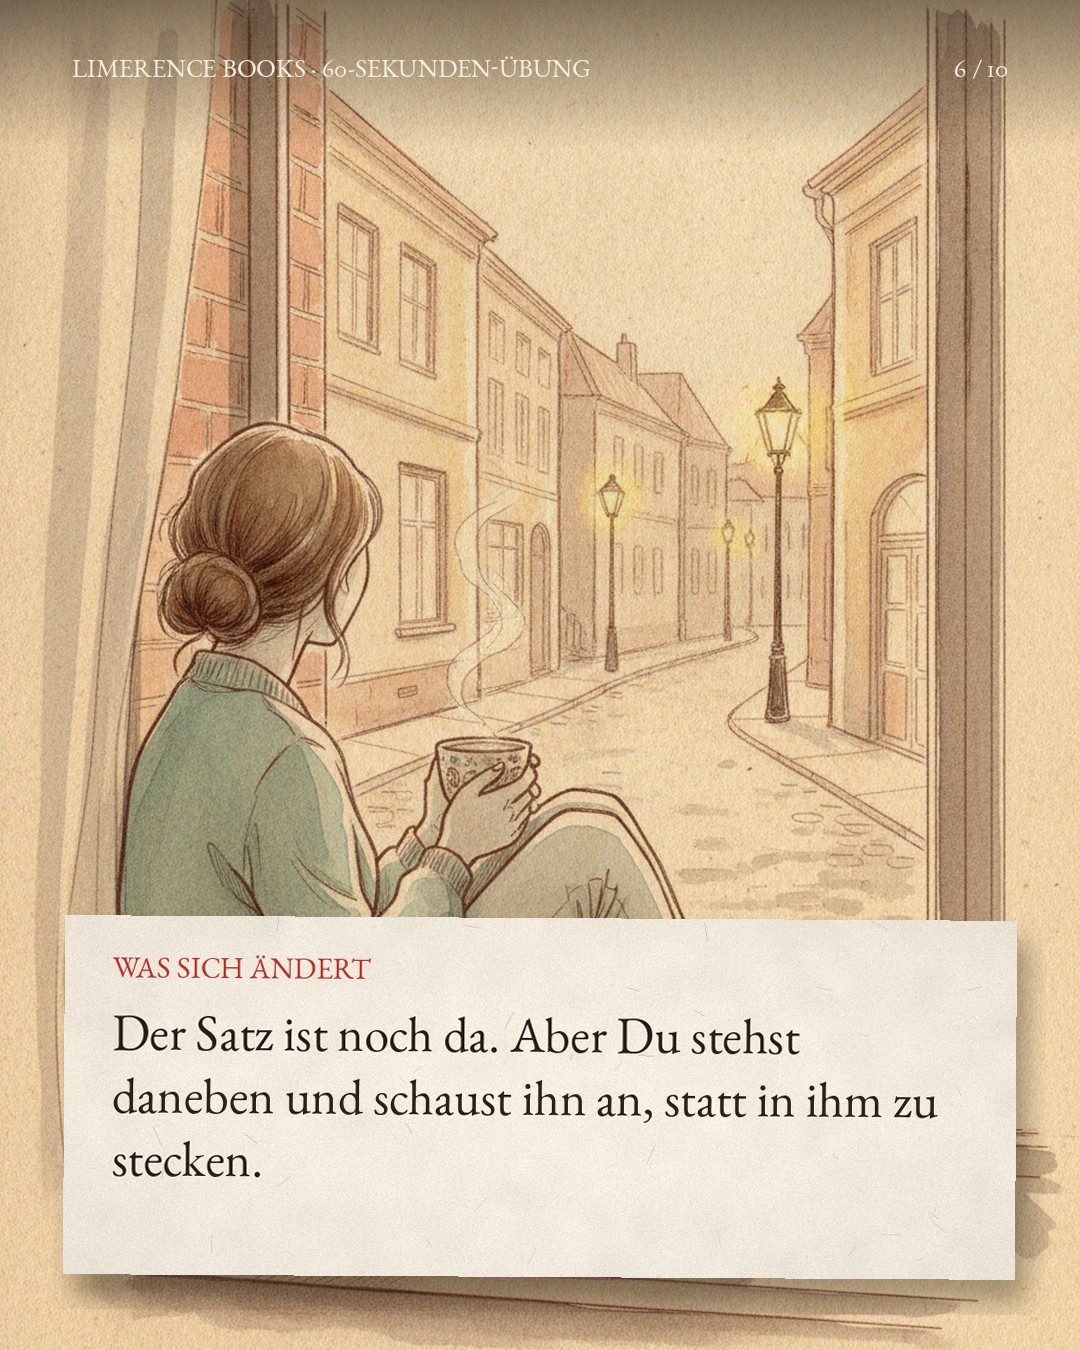 LIMERENCE BOOKS · 60-SEKUNDEN-ÜBUNG
6 / 10
WAS SICH ÄNDERT
Der Satz ist noch da. Aber Du stehst
daneben und schaust ihn an, statt in ihm zu
stecken.